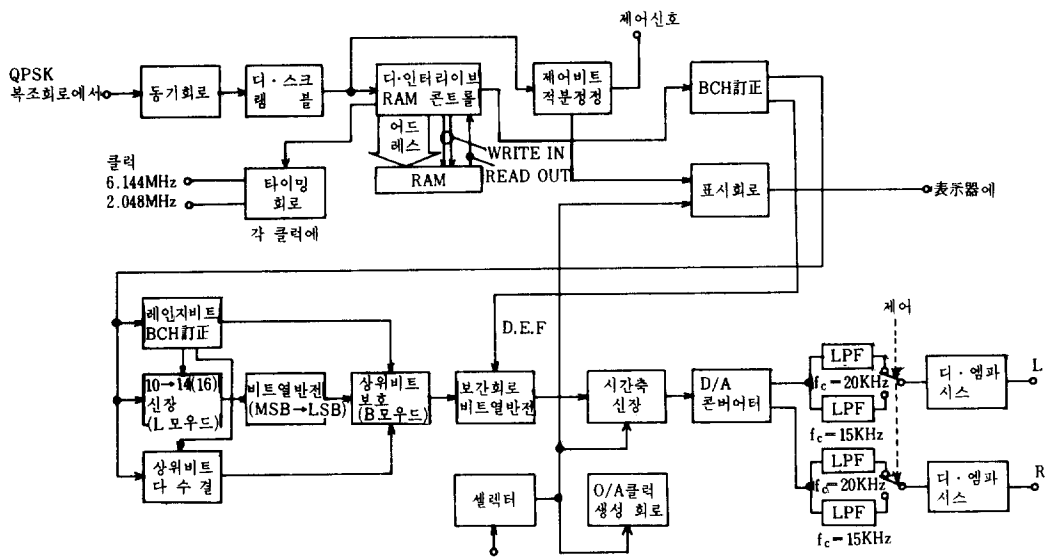 제어신호
QPSK
복조회로에서
동기회로
디·스크
램 블
디·인터리이브
RAM 콘트롤
제어비트
적분정정
BCH訂正
어드
레스
WRITE IN
READ OUT
RAM
클럭
6.144MHz
2.048MHz
타이밍
회로
각 클럭에
표시회로
表示器에
레인지비트
BCH訂正
D.E.F
제어
10→14(16)
신장
(L 모우드)
비트열반전
(MSB→LSB)
상위비트
보호
(B모우드)
보간회로
비트열반전
시간축
신장
D/A
콘버어터
LPF
fc=20KHz
LPF
fc=15KHz
디·엠파
시스
L
상위비트
다 수 결
셀렉터
O/A클럭
생성 회로
LPF
fc=20KHz
LPF
fc=15KHz
디·엠파
시스
R